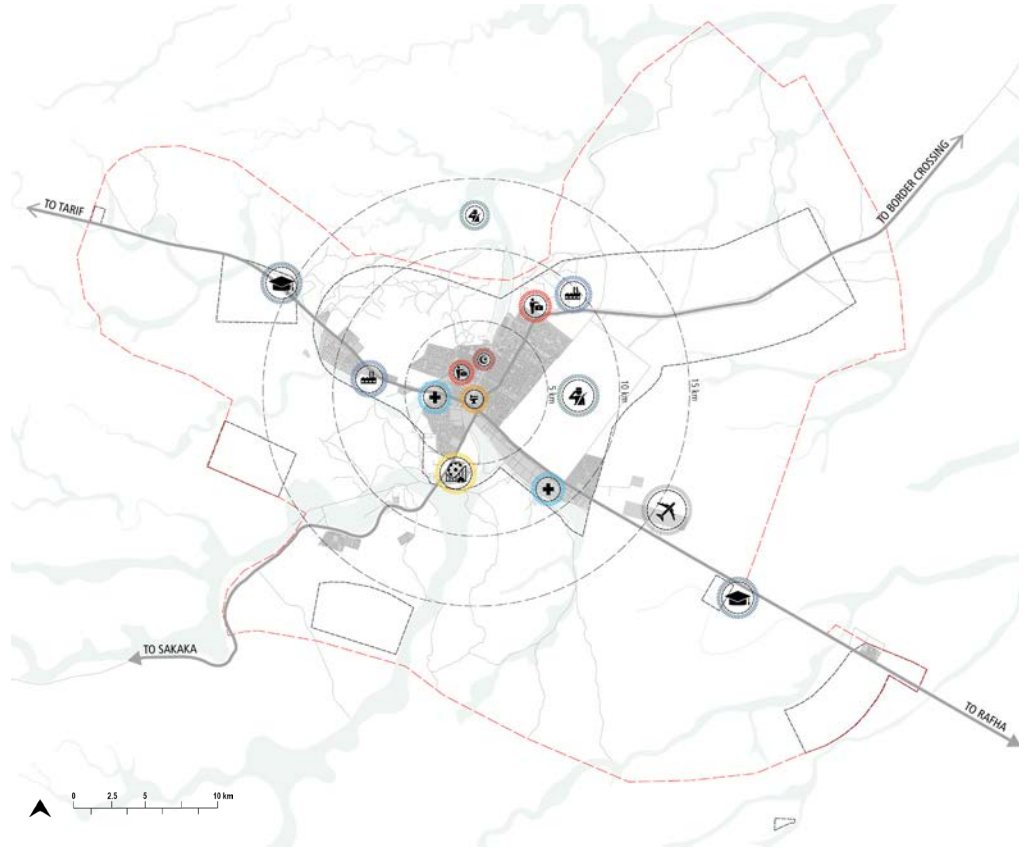 TO TARIF
TO BORDER CROSSING
5 km
10 km
15 km
TO SAKAKA
TO RAFHA
0 2.5 5 10 km